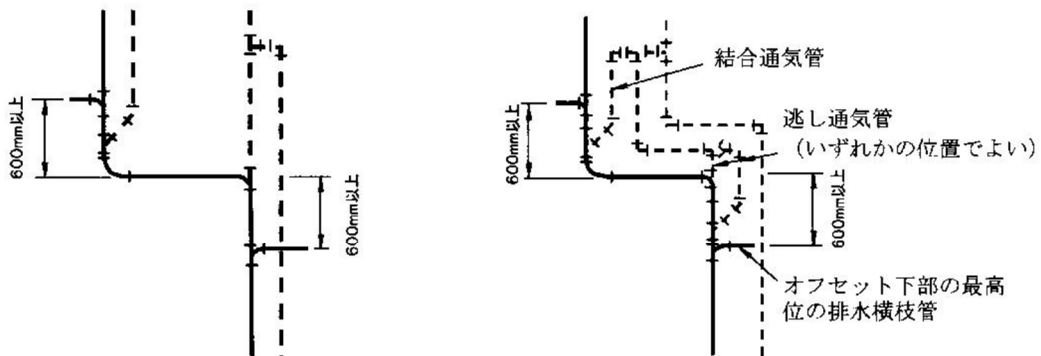 600mm以上
600mm以上
結合通気管
逃し通気管
(いずれかの位置でよい)
600mm以上
600mm以上
オフセット下部の最高
位の排水横枝管